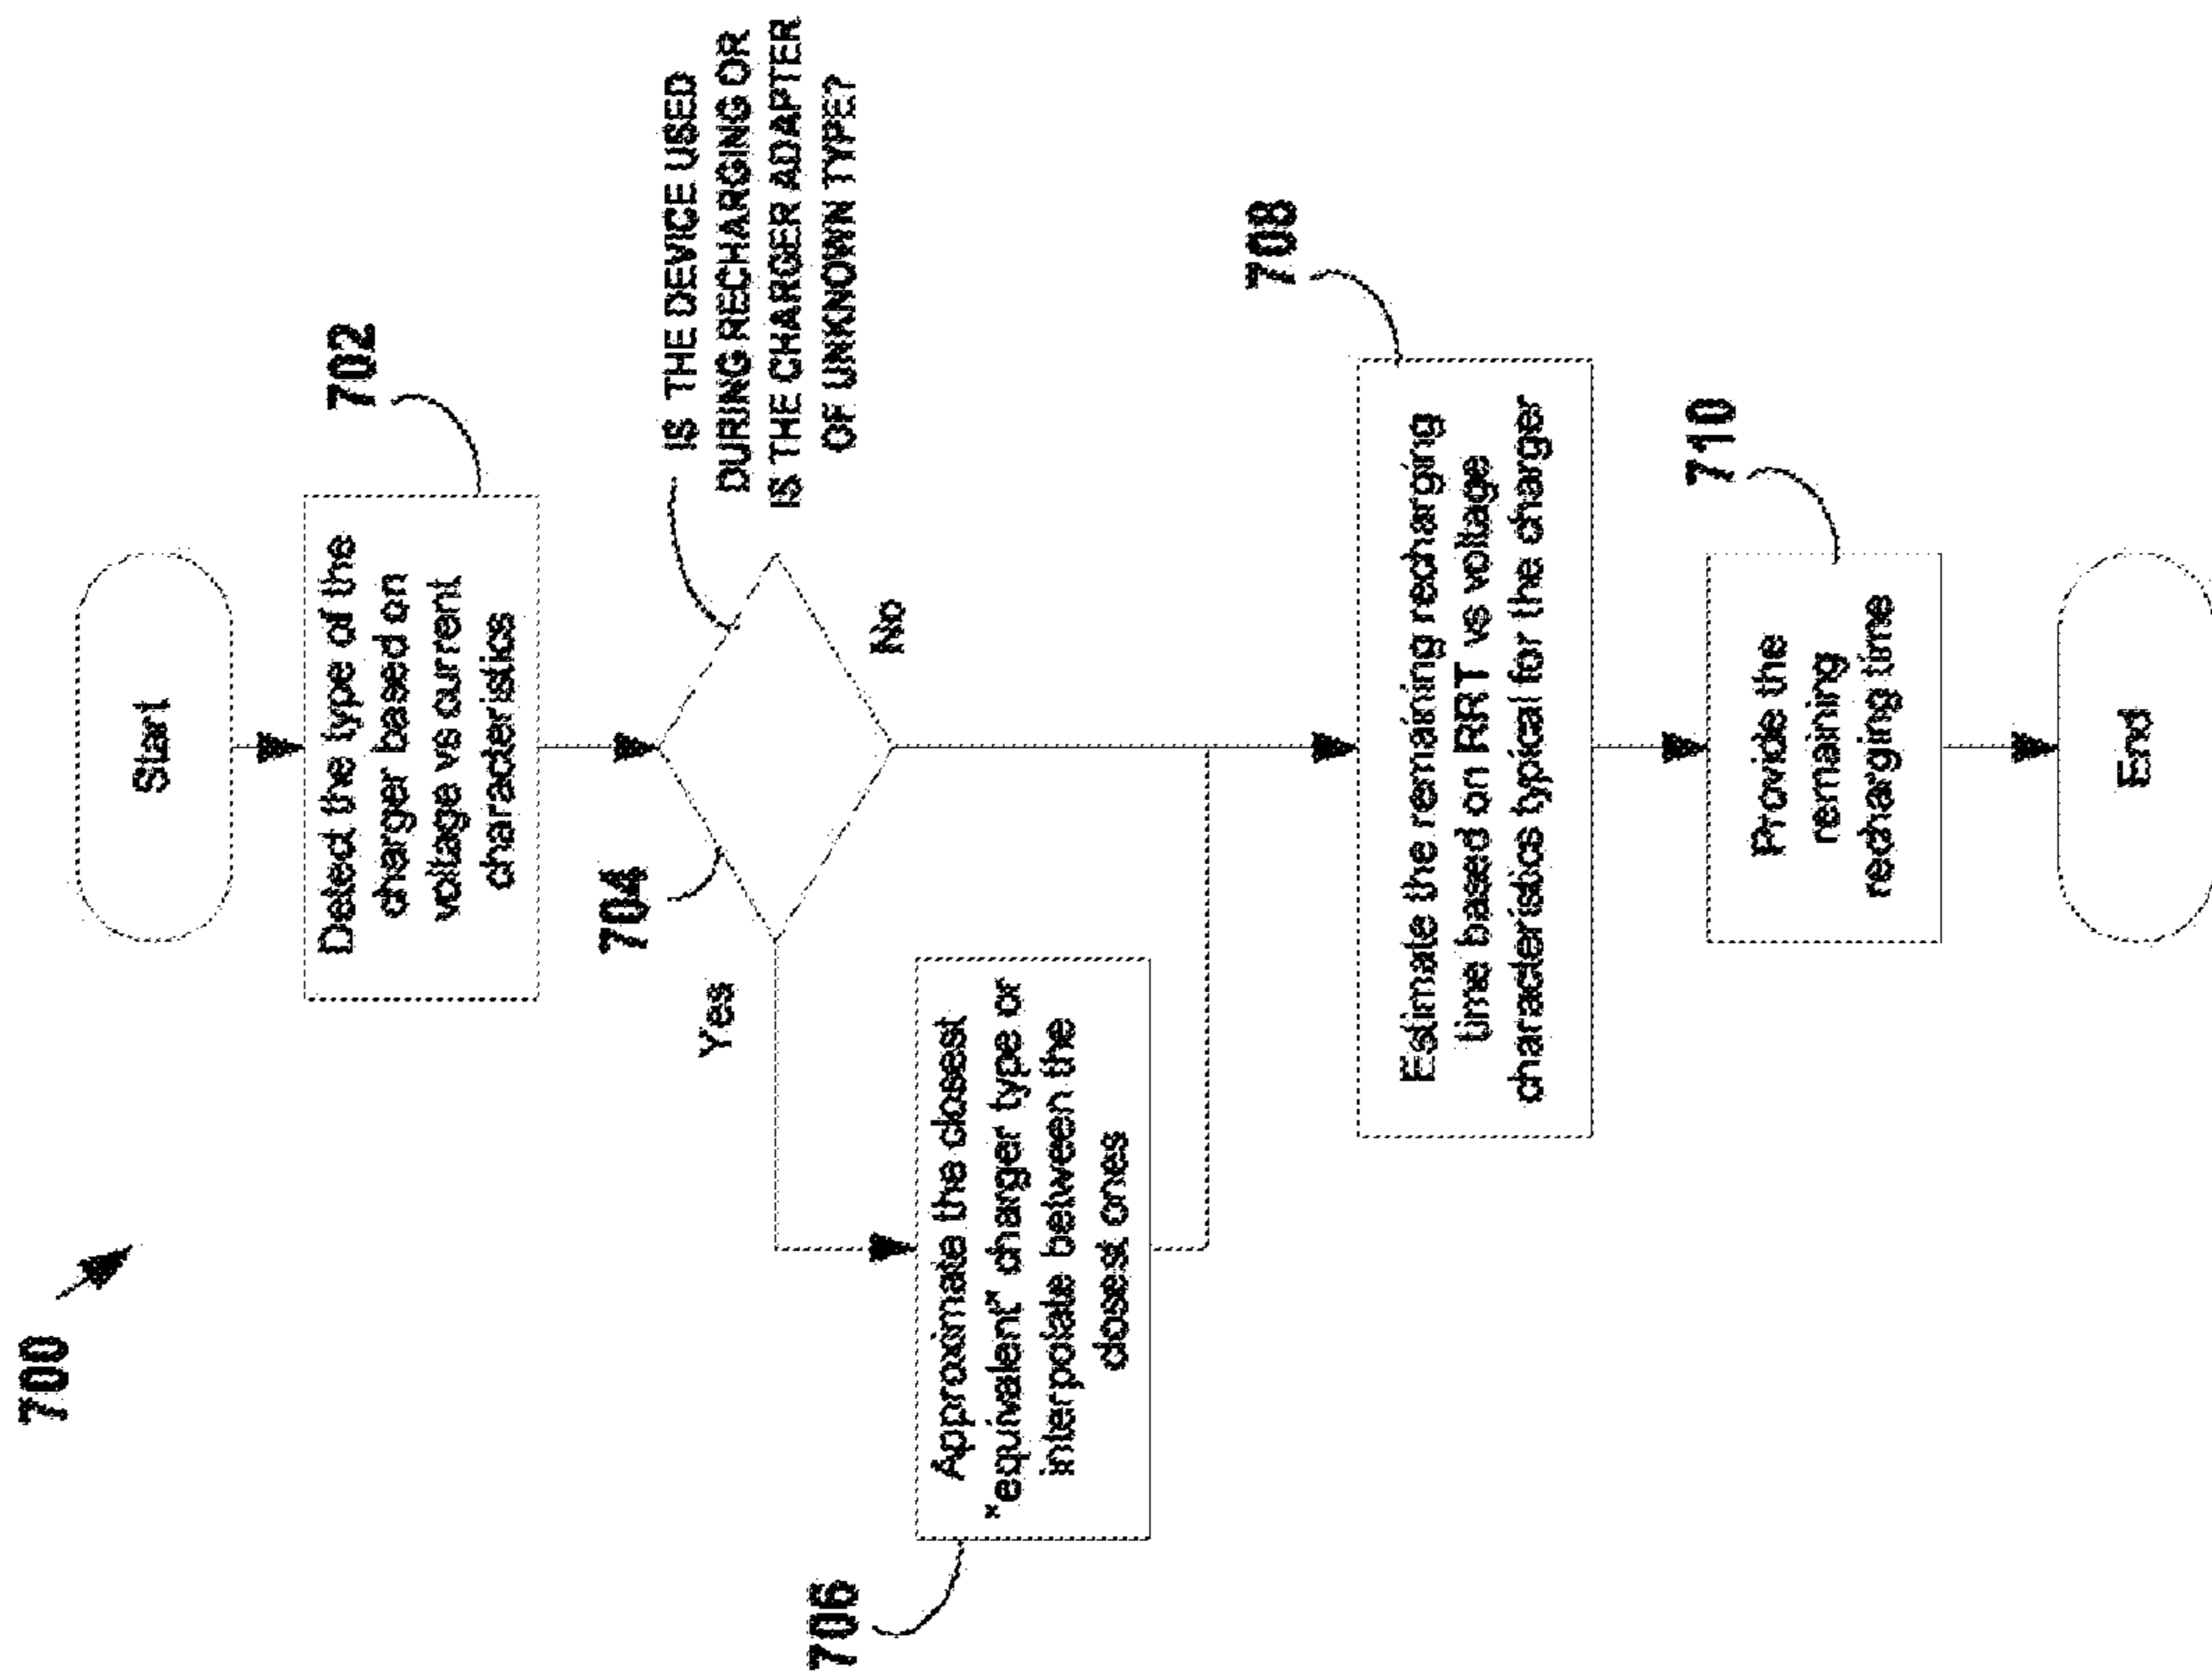 700
Start
702
Detect the type of the
charger based on
voltage vs current
characteristics
704
IS THE DEVICE USED
DURING RECHARGING OR
IS THE CHARGER ADAPTER
OF UNKNOWN TYPE?
Yes
No
706
Approximate the closest
"equivalent" charger type or
interpolate between the
closest ones
708
Estimate the remaining recharging
time based on RRT vs voltage
characteristics typical for the charger
710
Provide the
remaining
recharging time
End